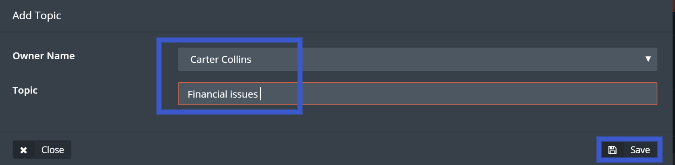 Add Topic
Owner Name
Carter Collins
Topic
Financial issues
Close
Save